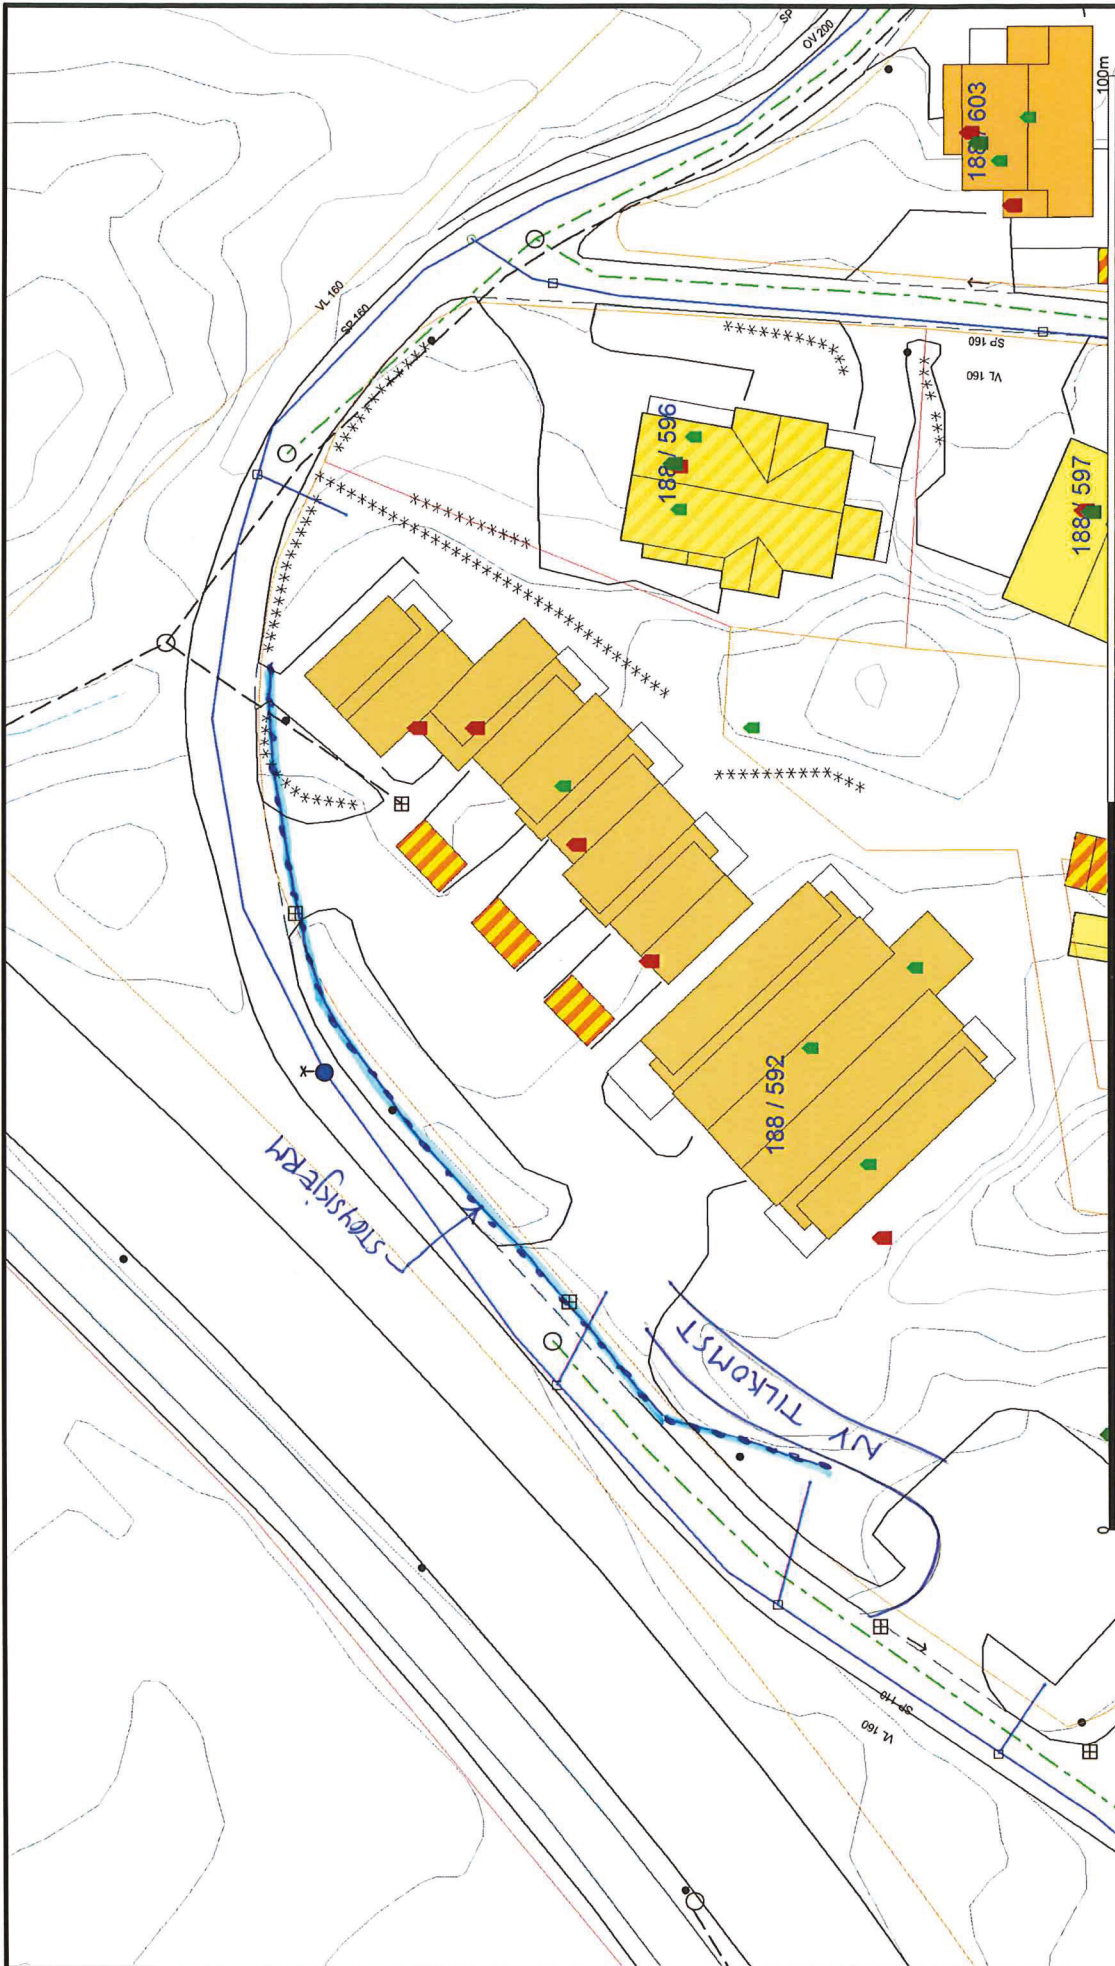 SP
OV 200
100m
188 / 603
VL 160
SP 160
SP 160
VL 160
188 / 596
188 / 597
188 / 592
STØYSKJERM
NY TILKOMST
SP 110
VL 160
0